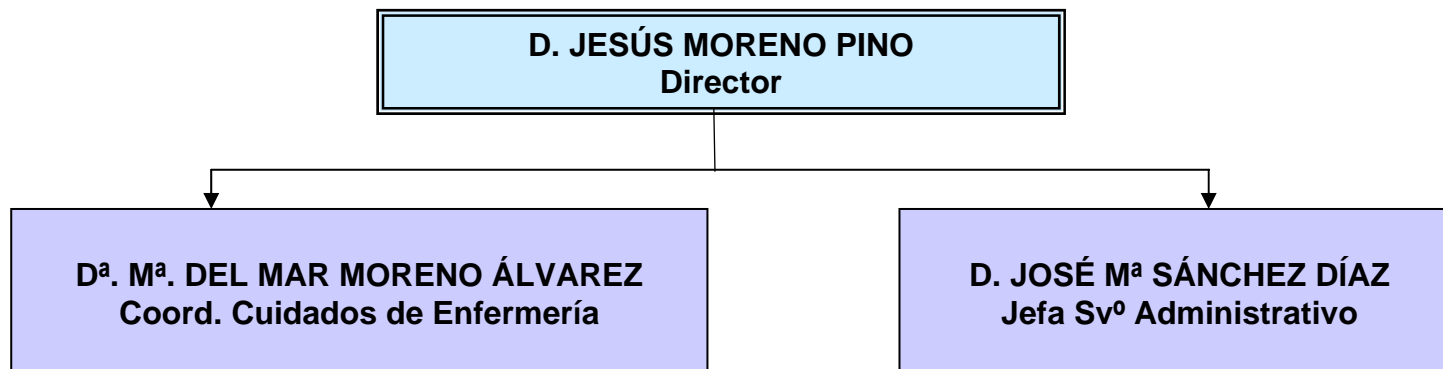 D. JESÚS MORENO PINO
Director
Dª. Mª. DEL MAR MORENO ÁLVAREZ
Coord. Cuidados de Enfermería
D. JOSÉ Mª SÁNCHEZ DÍAZ
Jefa Svº Administrativo